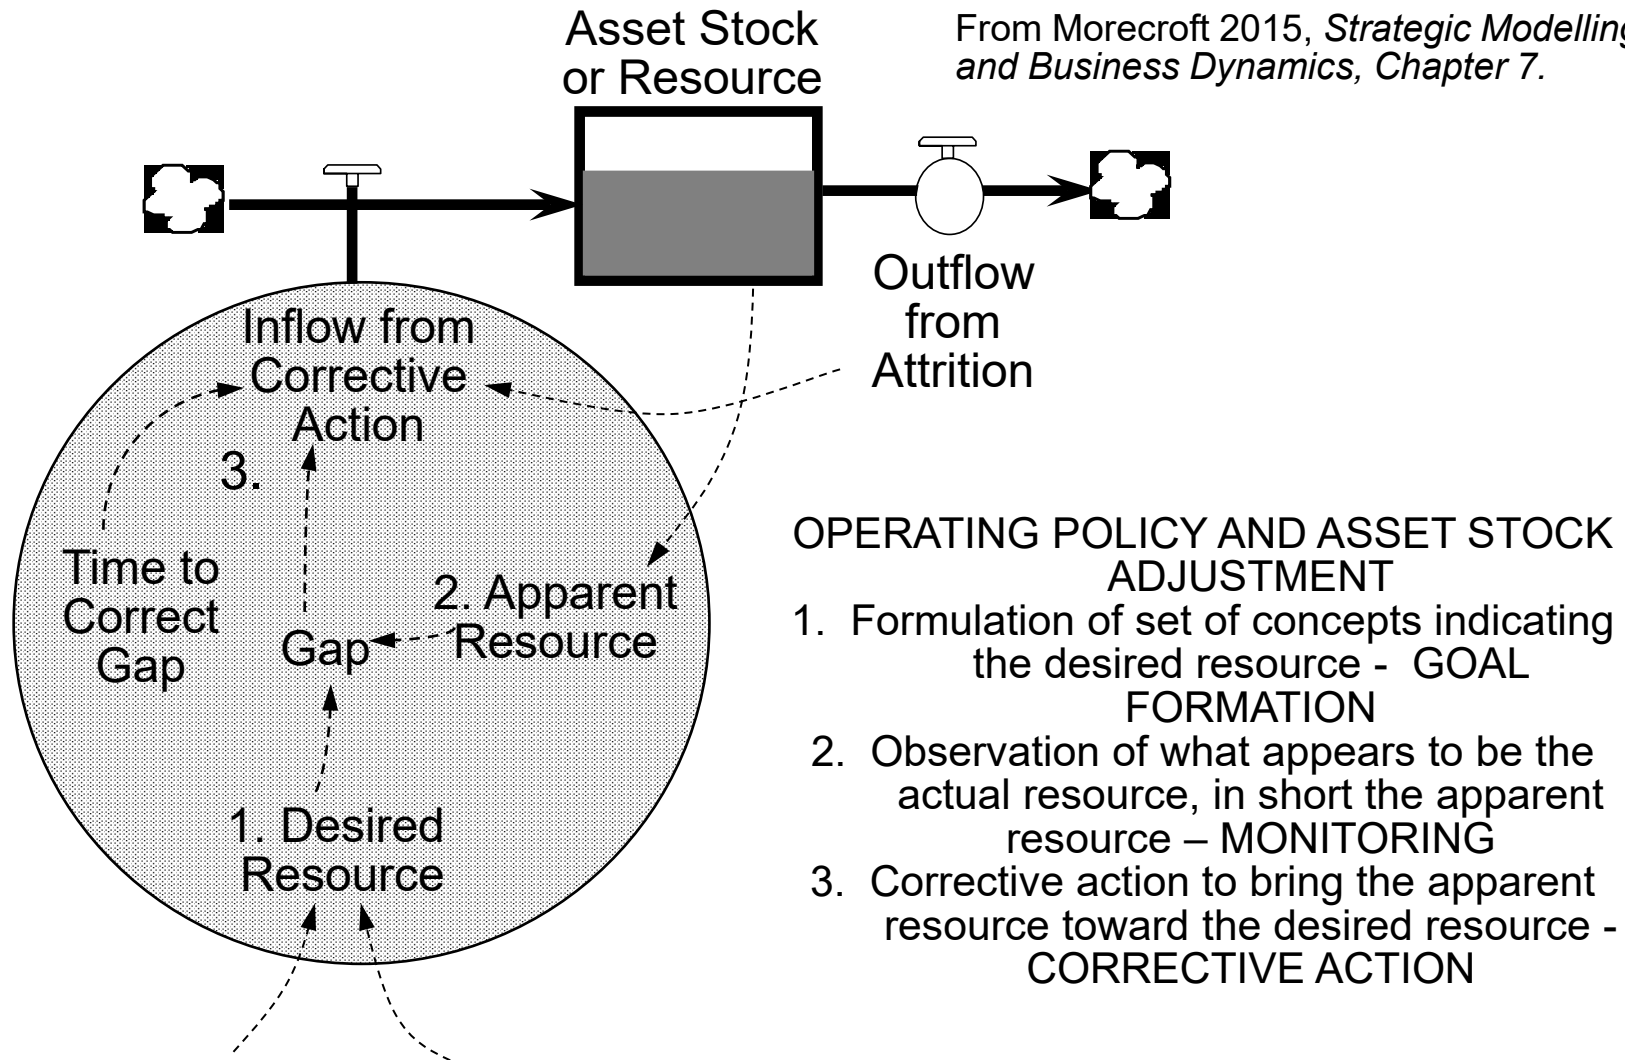 Asset Stock
or Resource
From Morecroft 2015, Strategic Modelling
and Business Dynamics, Chapter 7.
Outflow
from
Attrition
Inflow from
Corrective
Action
3.
Time to
Correct
Gap
Gap
2. Apparent
Resource
1. Desired
Resource
OPERATING POLICY AND ASSET STOCK
ADJUSTMENT
1. Formulation of set of concepts indicating
the desired resource - GOAL
FORMATION
2. Observation of what appears to be the
actual resource, in short the apparent
resource – MONITORING
3. Corrective action to bring the apparent
resource toward the desired resource -
CORRECTIVE ACTION